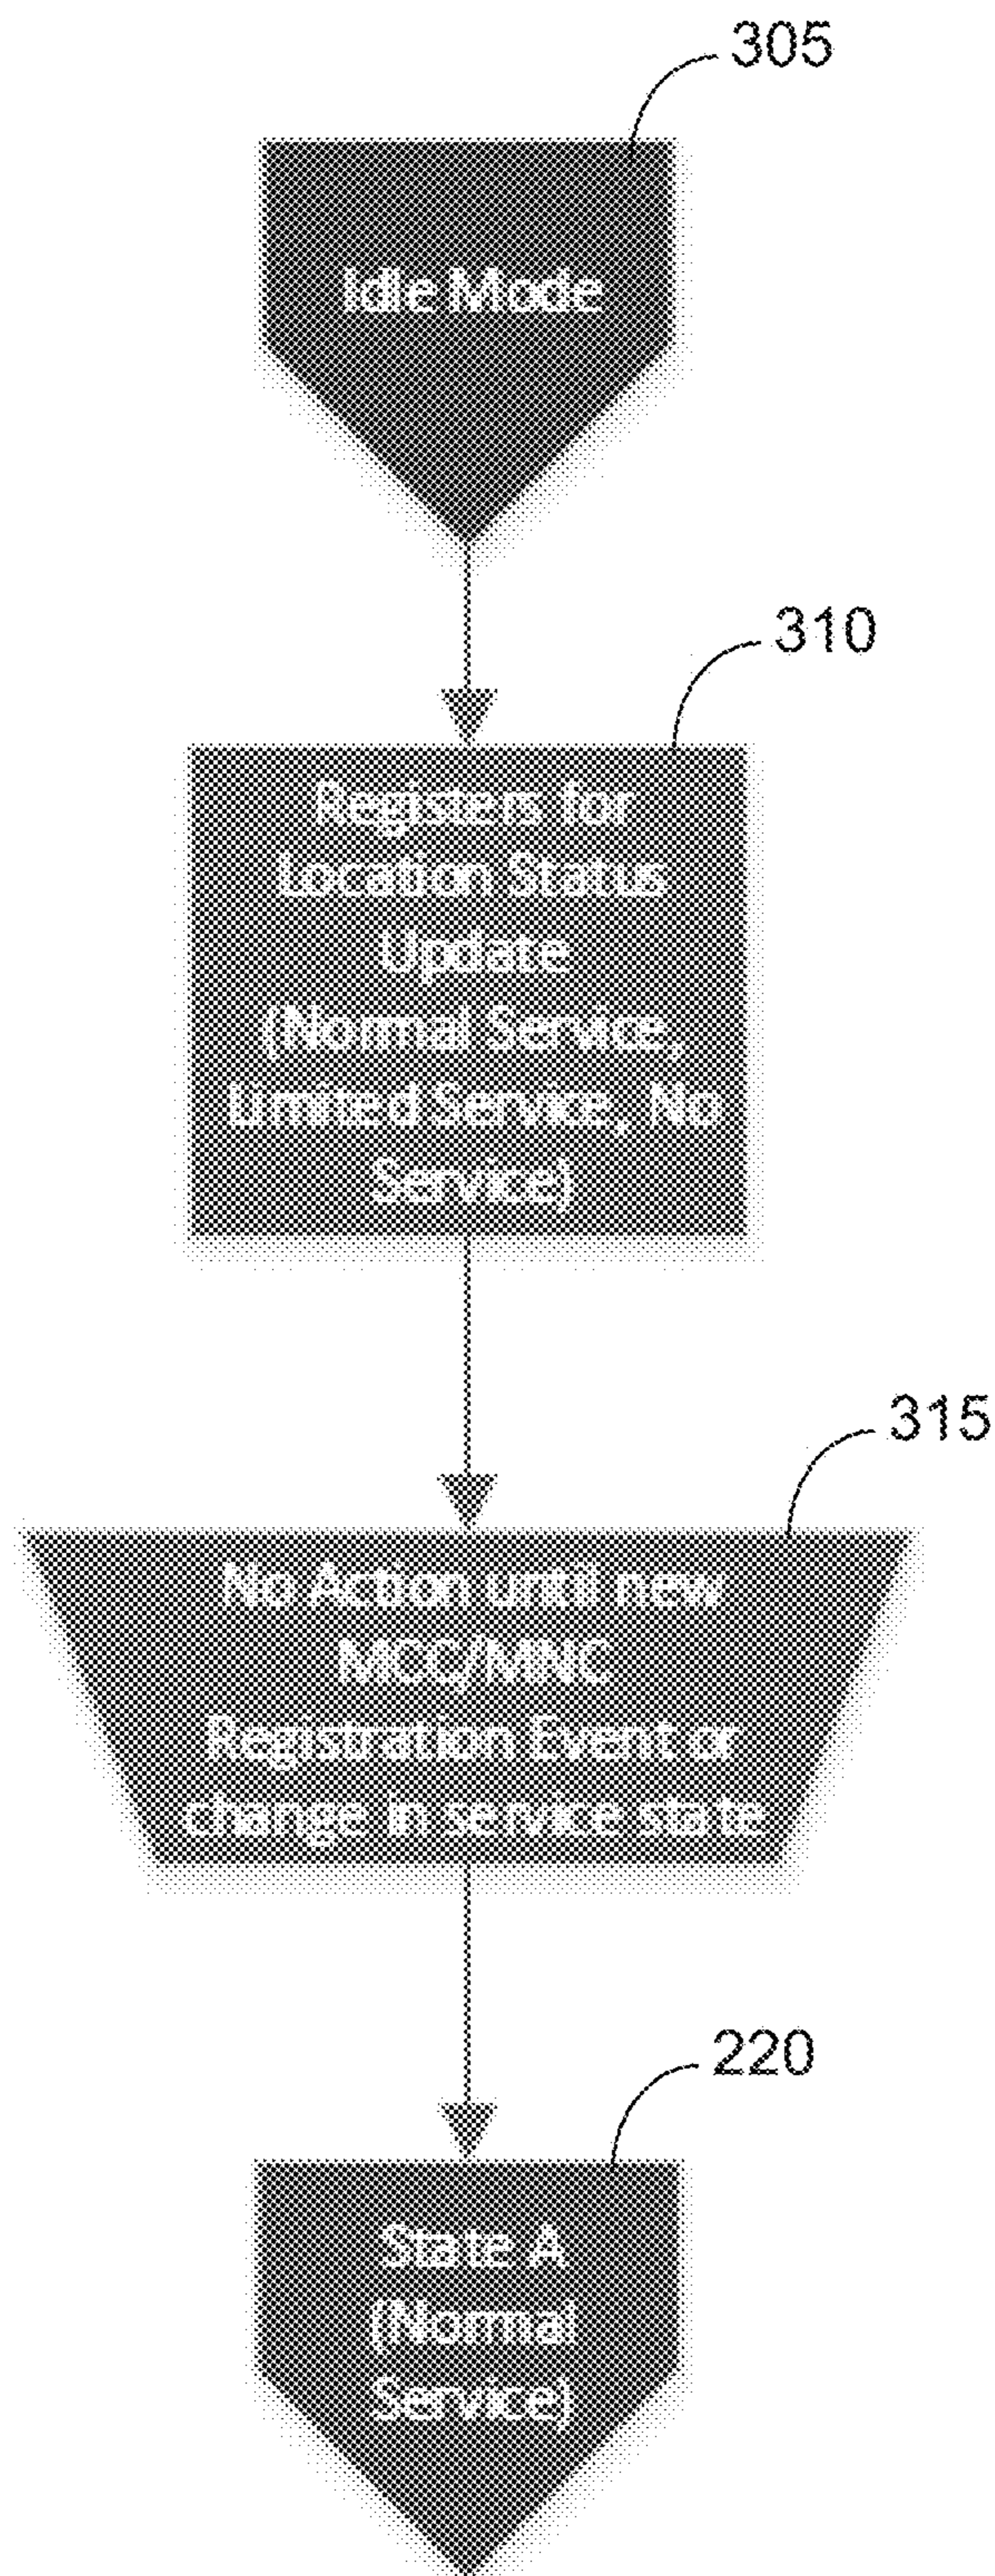 305
Idle Mode
310
Registers for
Location Status
Update
(Normal Service,
Limited Service, No
Service)
315
No Action until new
MCC/MNC
Registration Event or
change in service state
220
State A
(Normal
Service)